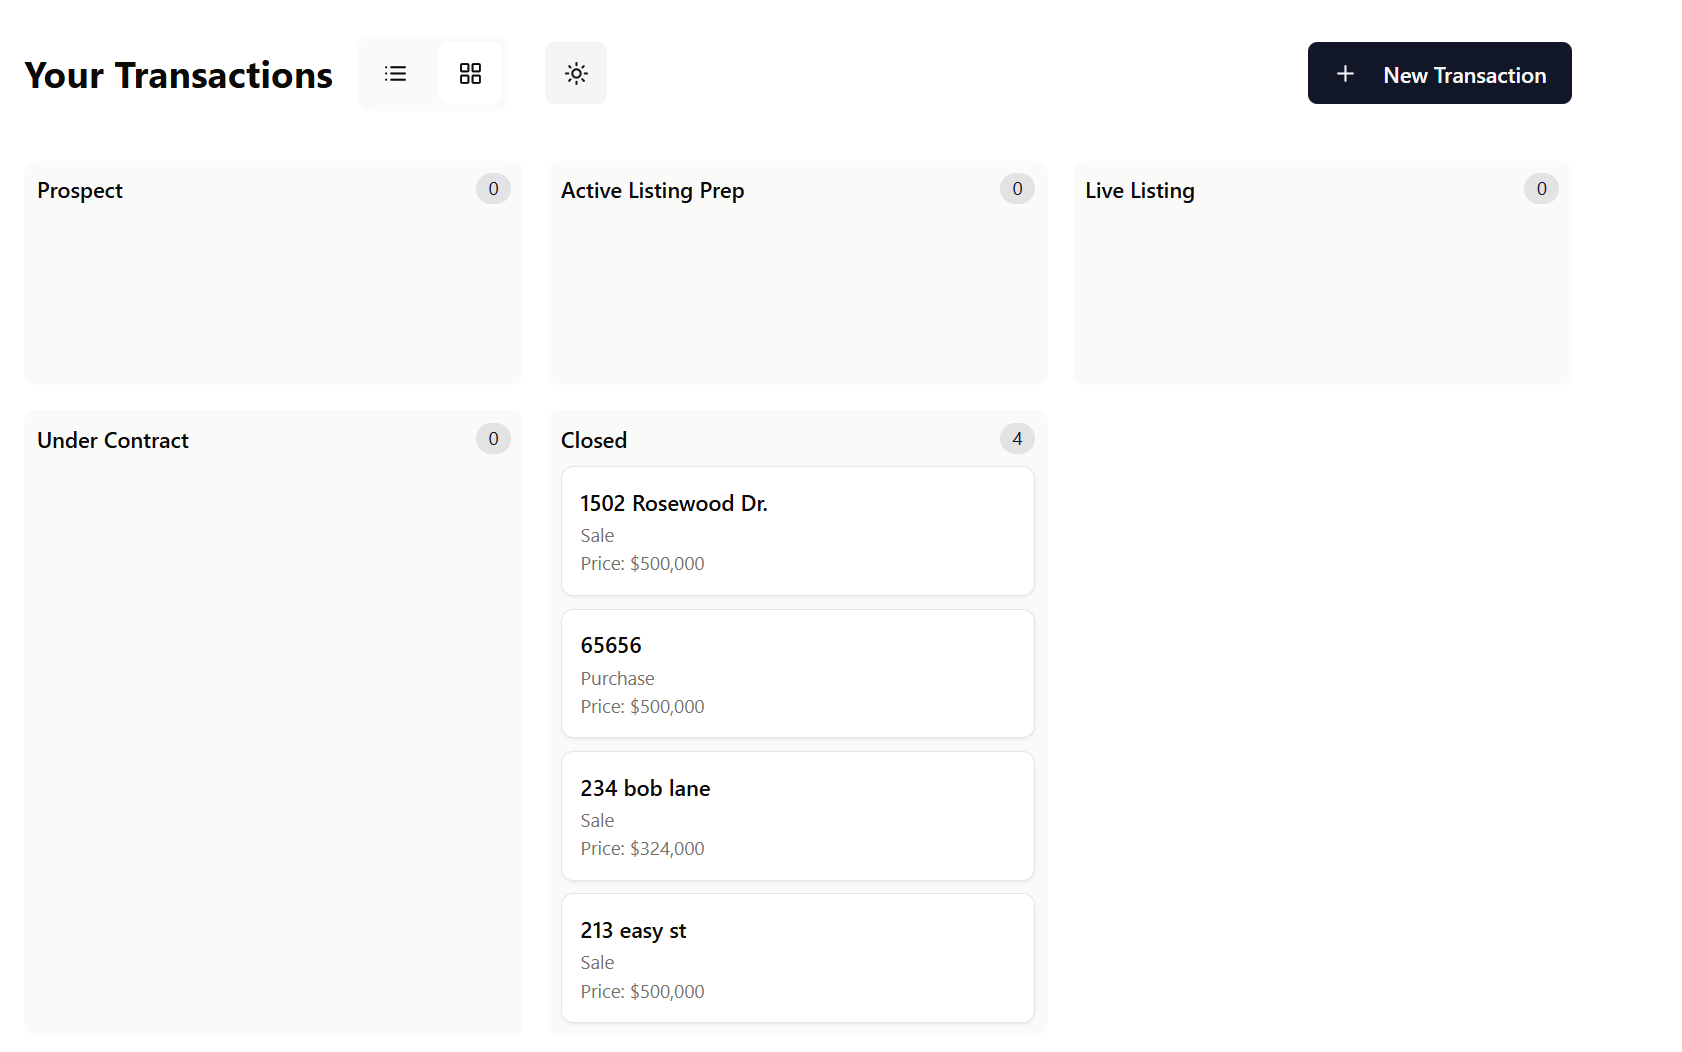 Your Transactions
New Transaction
Prospect
0
Active Listing Prep
0
Live Listing
0
Under Contract
0
Closed
4
1502 Rosewood Dr.
Sale
Price: $500,000
65656
Purchase
Price: $500,000
234 bob lane
Sale
Price: $324,000
213 easy st
Sale
Price: $500,000